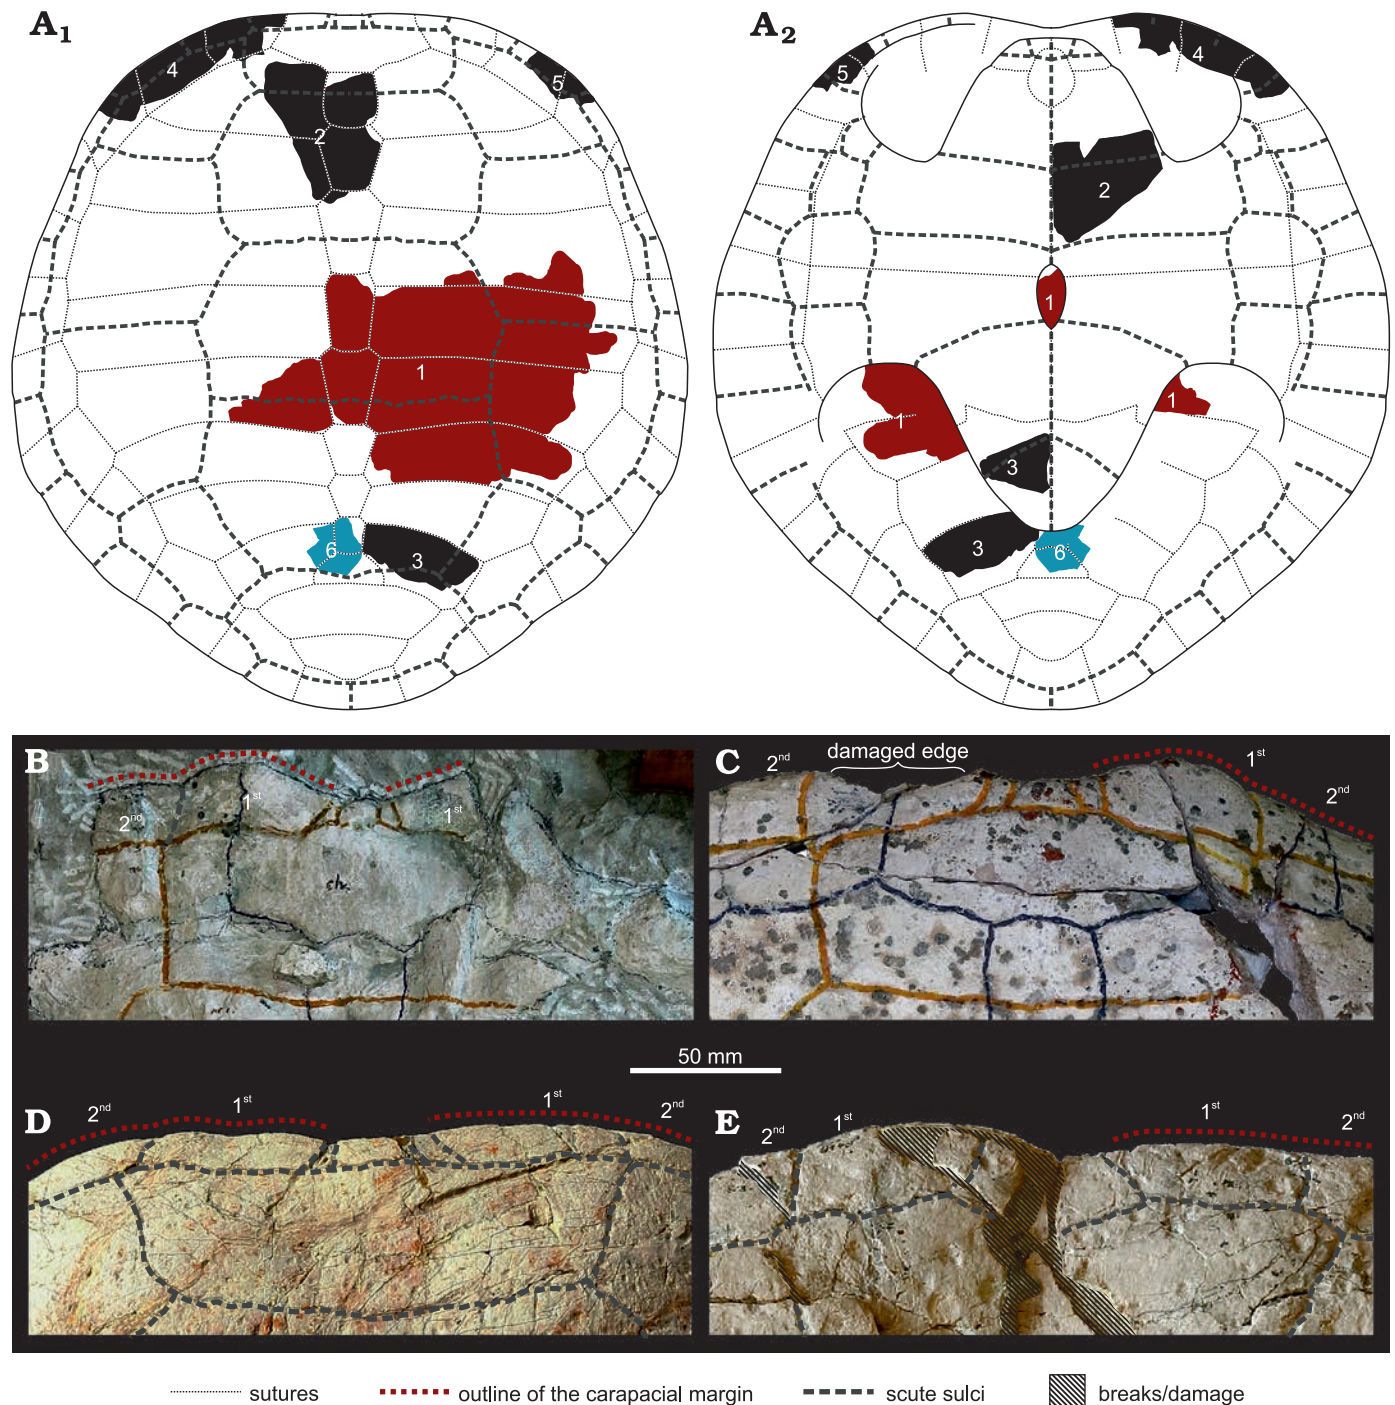 A1
4
5
2
1
6
3
A2
5
4
2
1
1
1
3
3
6
B
2nd
1st
1st
ch.
C
2nd
damaged edge
1st
2nd
50 mm
D
2nd
1st
1st
2nd
E
2nd
1st
1st
2nd
sutures
outline of the carapacial margin
scute sulci
breaks/damage